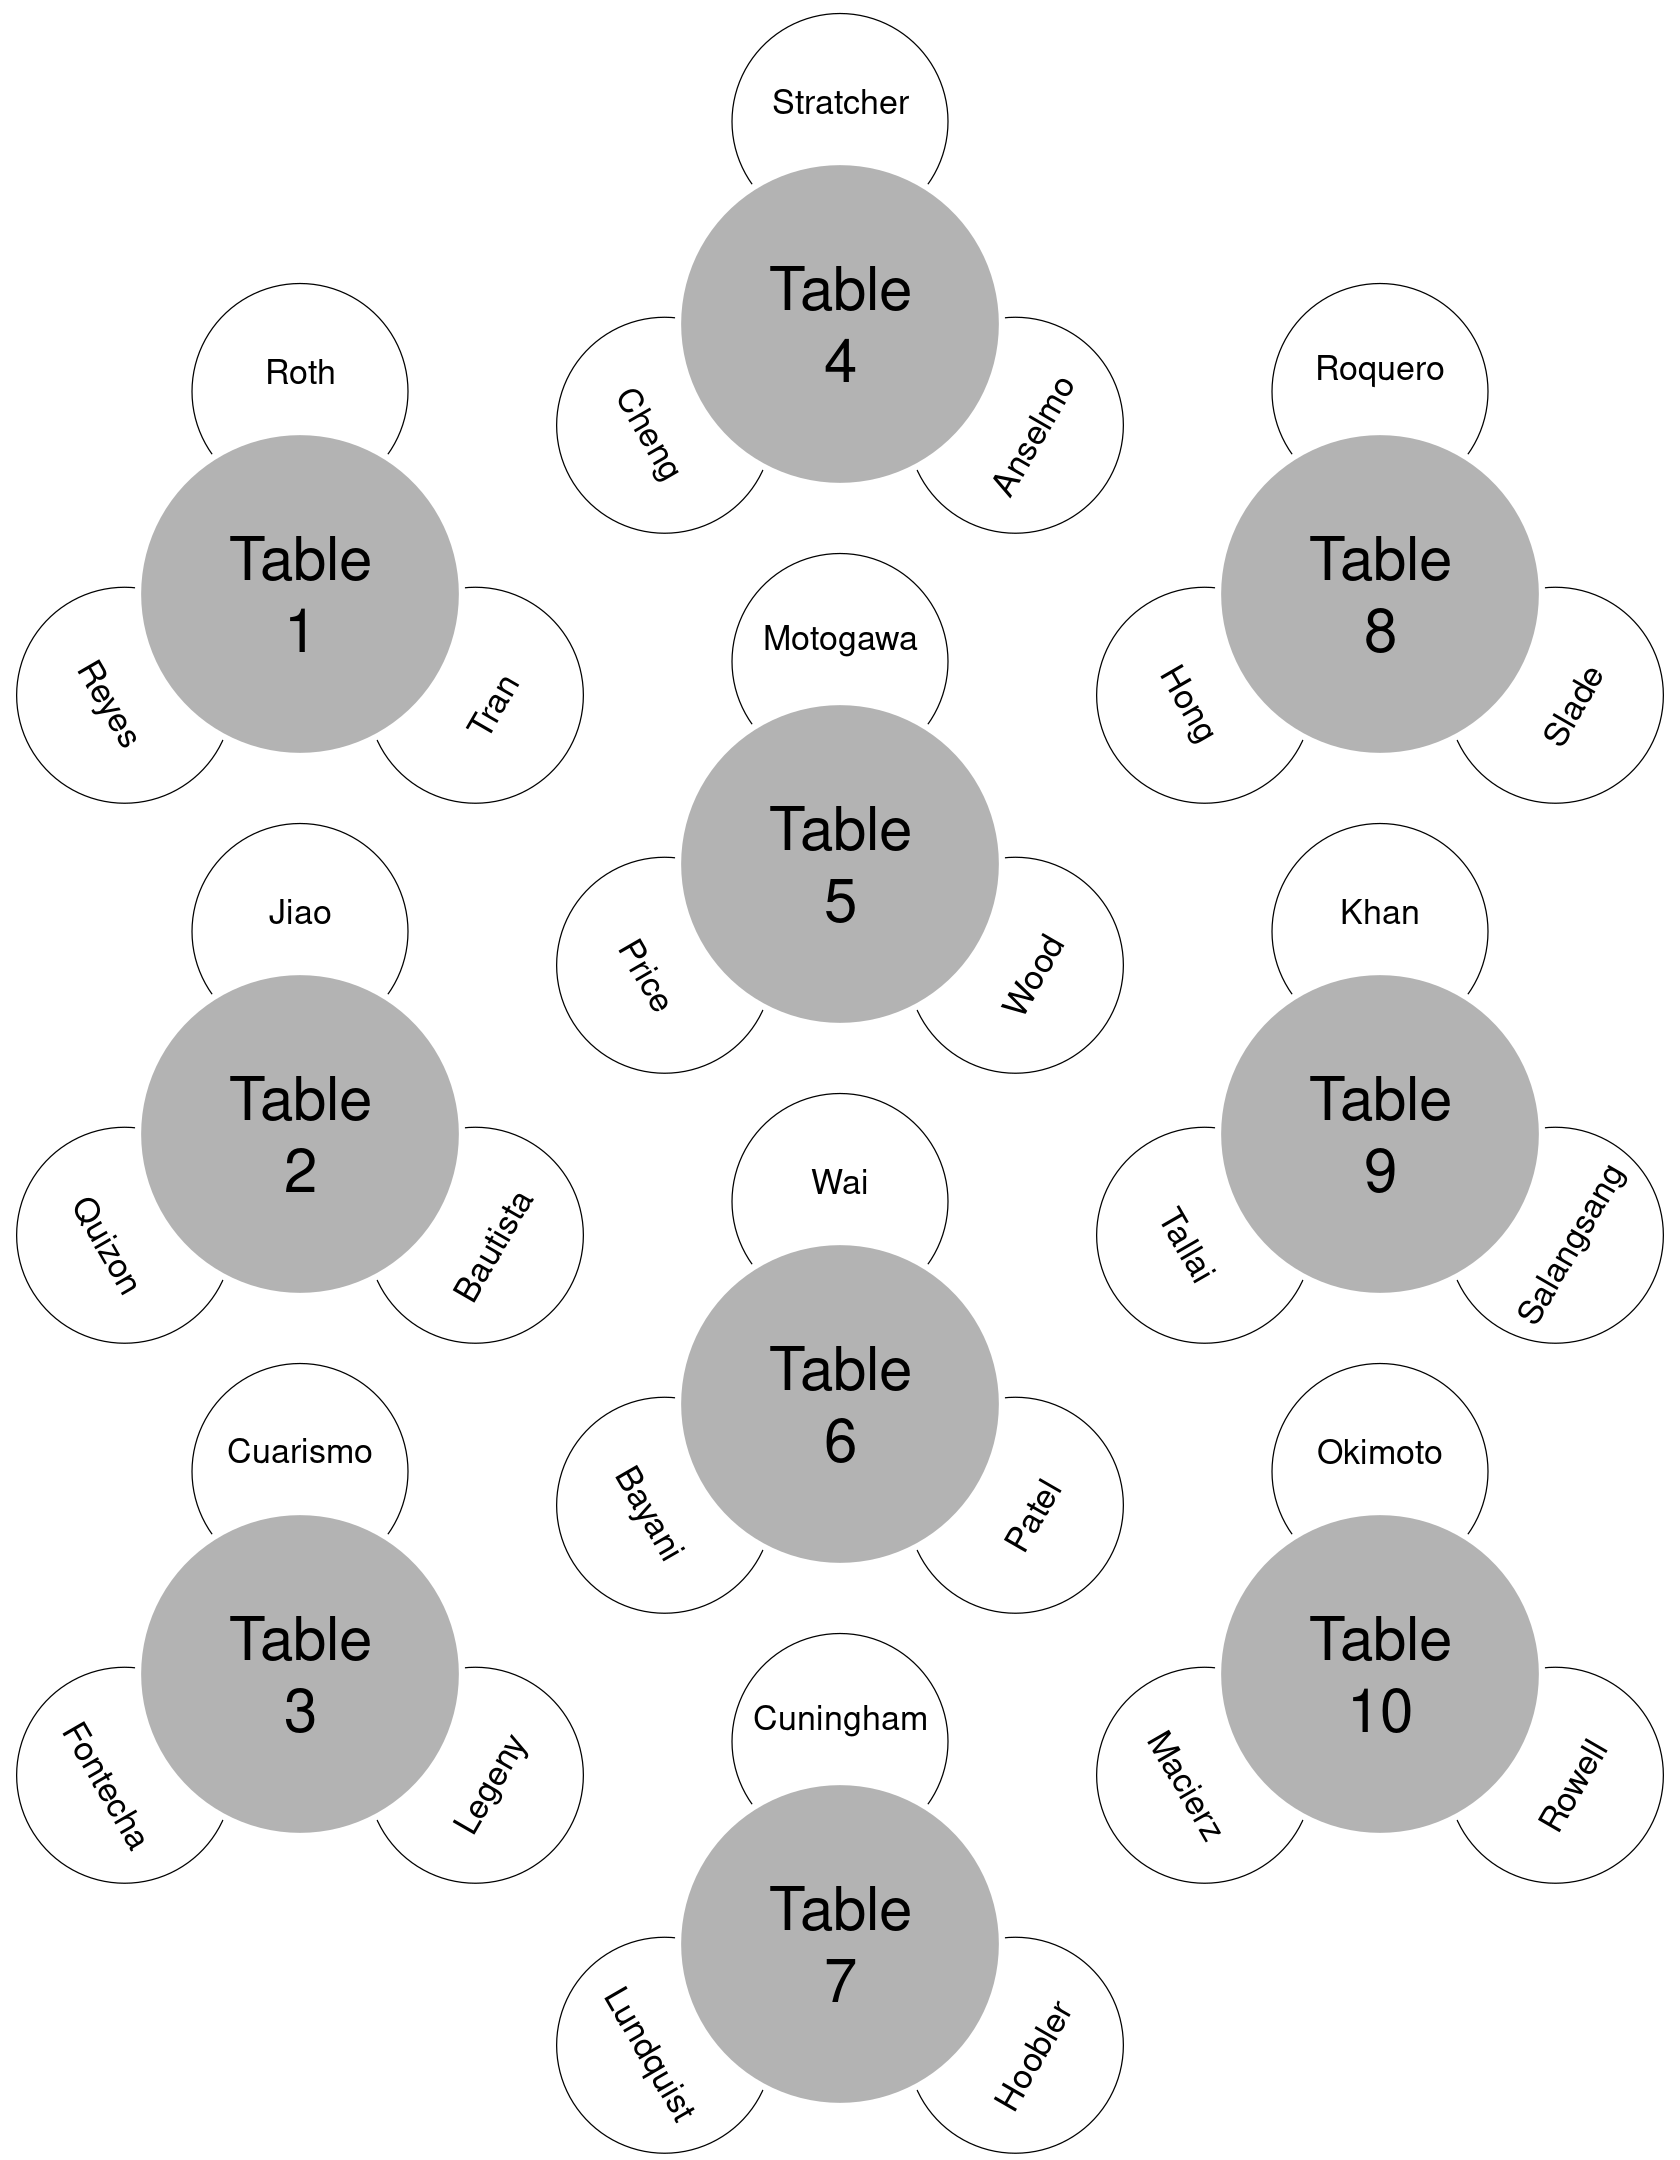 Stratcher
Table
4
Cheng
Anselmo
Roth
Table
1
Reyes
Tran
Roquero
Table
8
Hong
Slade
Motogawa
Table
5
Price
Wood
Jiao
Table
2
Quizon
Bautista
Khan
Table
9
Tallai
Salangsang
Wai
Table
6
Bayani
Patel
Cuarismo
Table
3
Fontecha
Legeny
Okimoto
Table
10
Macierz
Rowell
Cuningham
Table
7
Lundquist
Hoobler